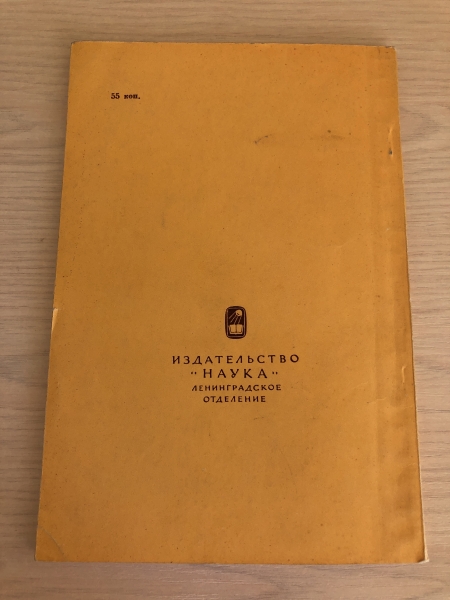 55 коп.
ИЗДАТЕЛЬСТВО
"НАУКА"
ЛЕНИНГРАДСКОЕ
ОТДЕЛЕНИЕ